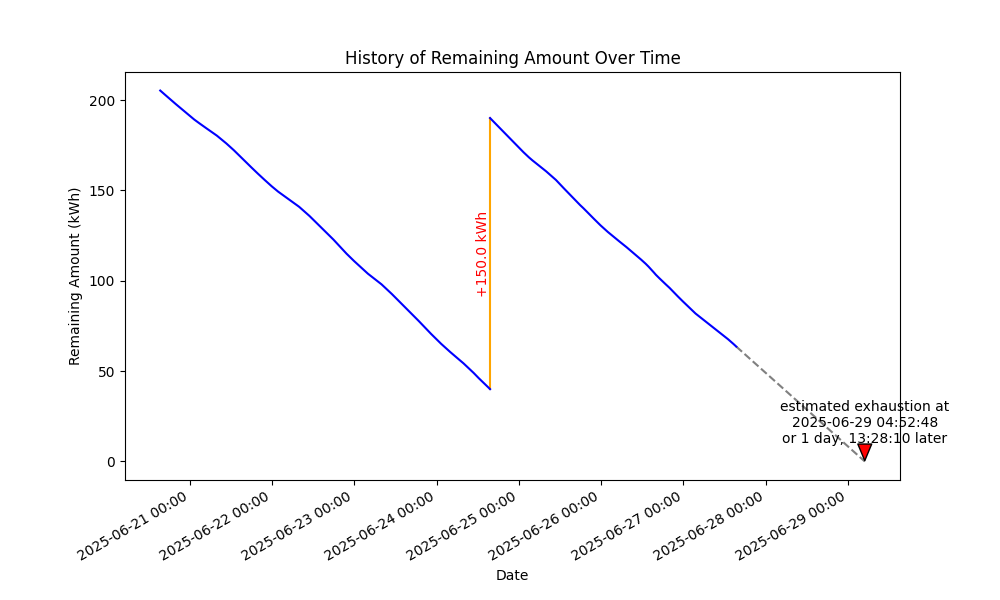 History of Remaining Amount Over Time
Remaining Amount (kWh)
200
150
100
50
0
+150.0 kWh
estimated exhaustion at
2025-06-29 04:52:48
or 1 day, 13:28:10 later
2025-06-21 00:00
2025-06-22 00:00
2025-06-23 00:00
2025-06-24 00:00
2025-06-25 00:00
2025-06-26 00:00
2025-06-27 00:00
2025-06-28 00:00
2025-06-29 00:00
Date